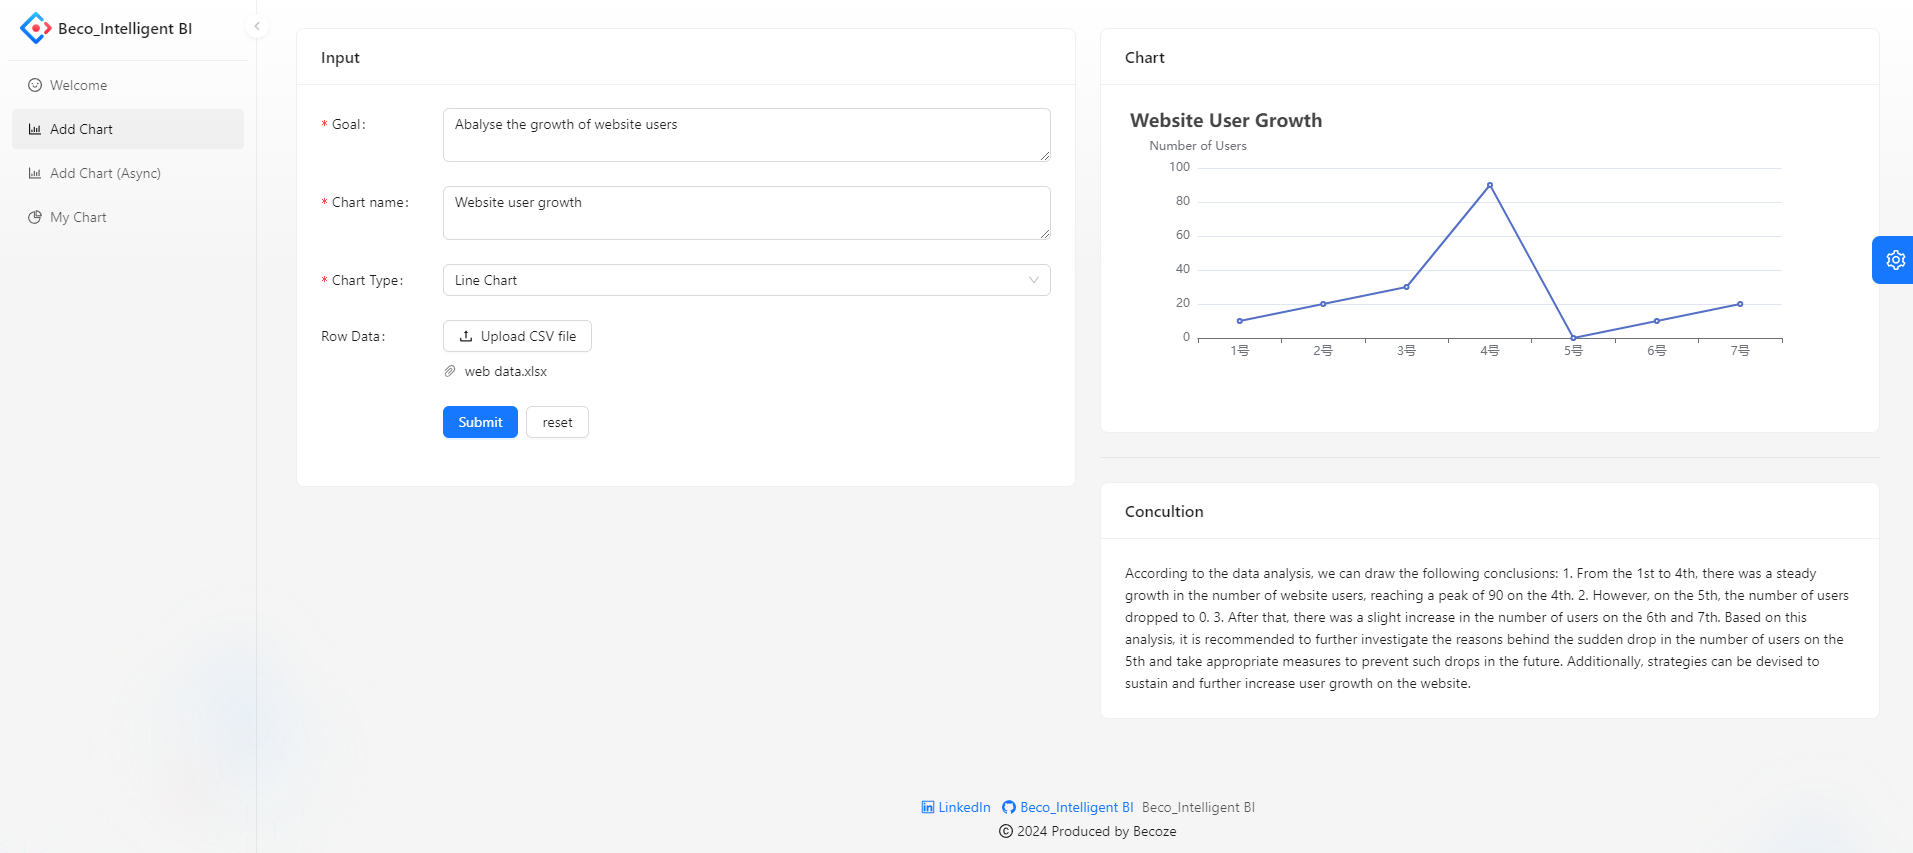 Beco_Intelligent BI
Welcome
Add Chart
Add Chart (Async)
My Chart
Input
* Goal:
Abalyse the growth of website users
* Chart name:
Website user growth
* Chart Type:
Line Chart
Row Data:
Upload CSV file
web data.xlsx
Submit
reset
Chart
Website User Growth
Number of Users
100
80
60
40
20
0
1号 2号 3号 4号 5号 6号 7号
Concultion
According to the data analysis, we can draw the following conclusions: 1. From the 1st to 4th, there was a steady
growth in the number of website users, reaching a peak of 90 on the 4th. 2. However, on the 5th, the number of users
dropped to 0. 3. After that, there was a slight increase in the number of users on the 6th and 7th. Based on this
analysis, it is recommended to further investigate the reasons behind the sudden drop in the number of users on the
5th and take appropriate measures to prevent such drops in the future. Additionally, strategies can be devised to
sustain and further increase user growth on the website.
LinkedIn Beco_Intelligent BI Beco_Intelligent BI
© 2024 Produced by Becoze